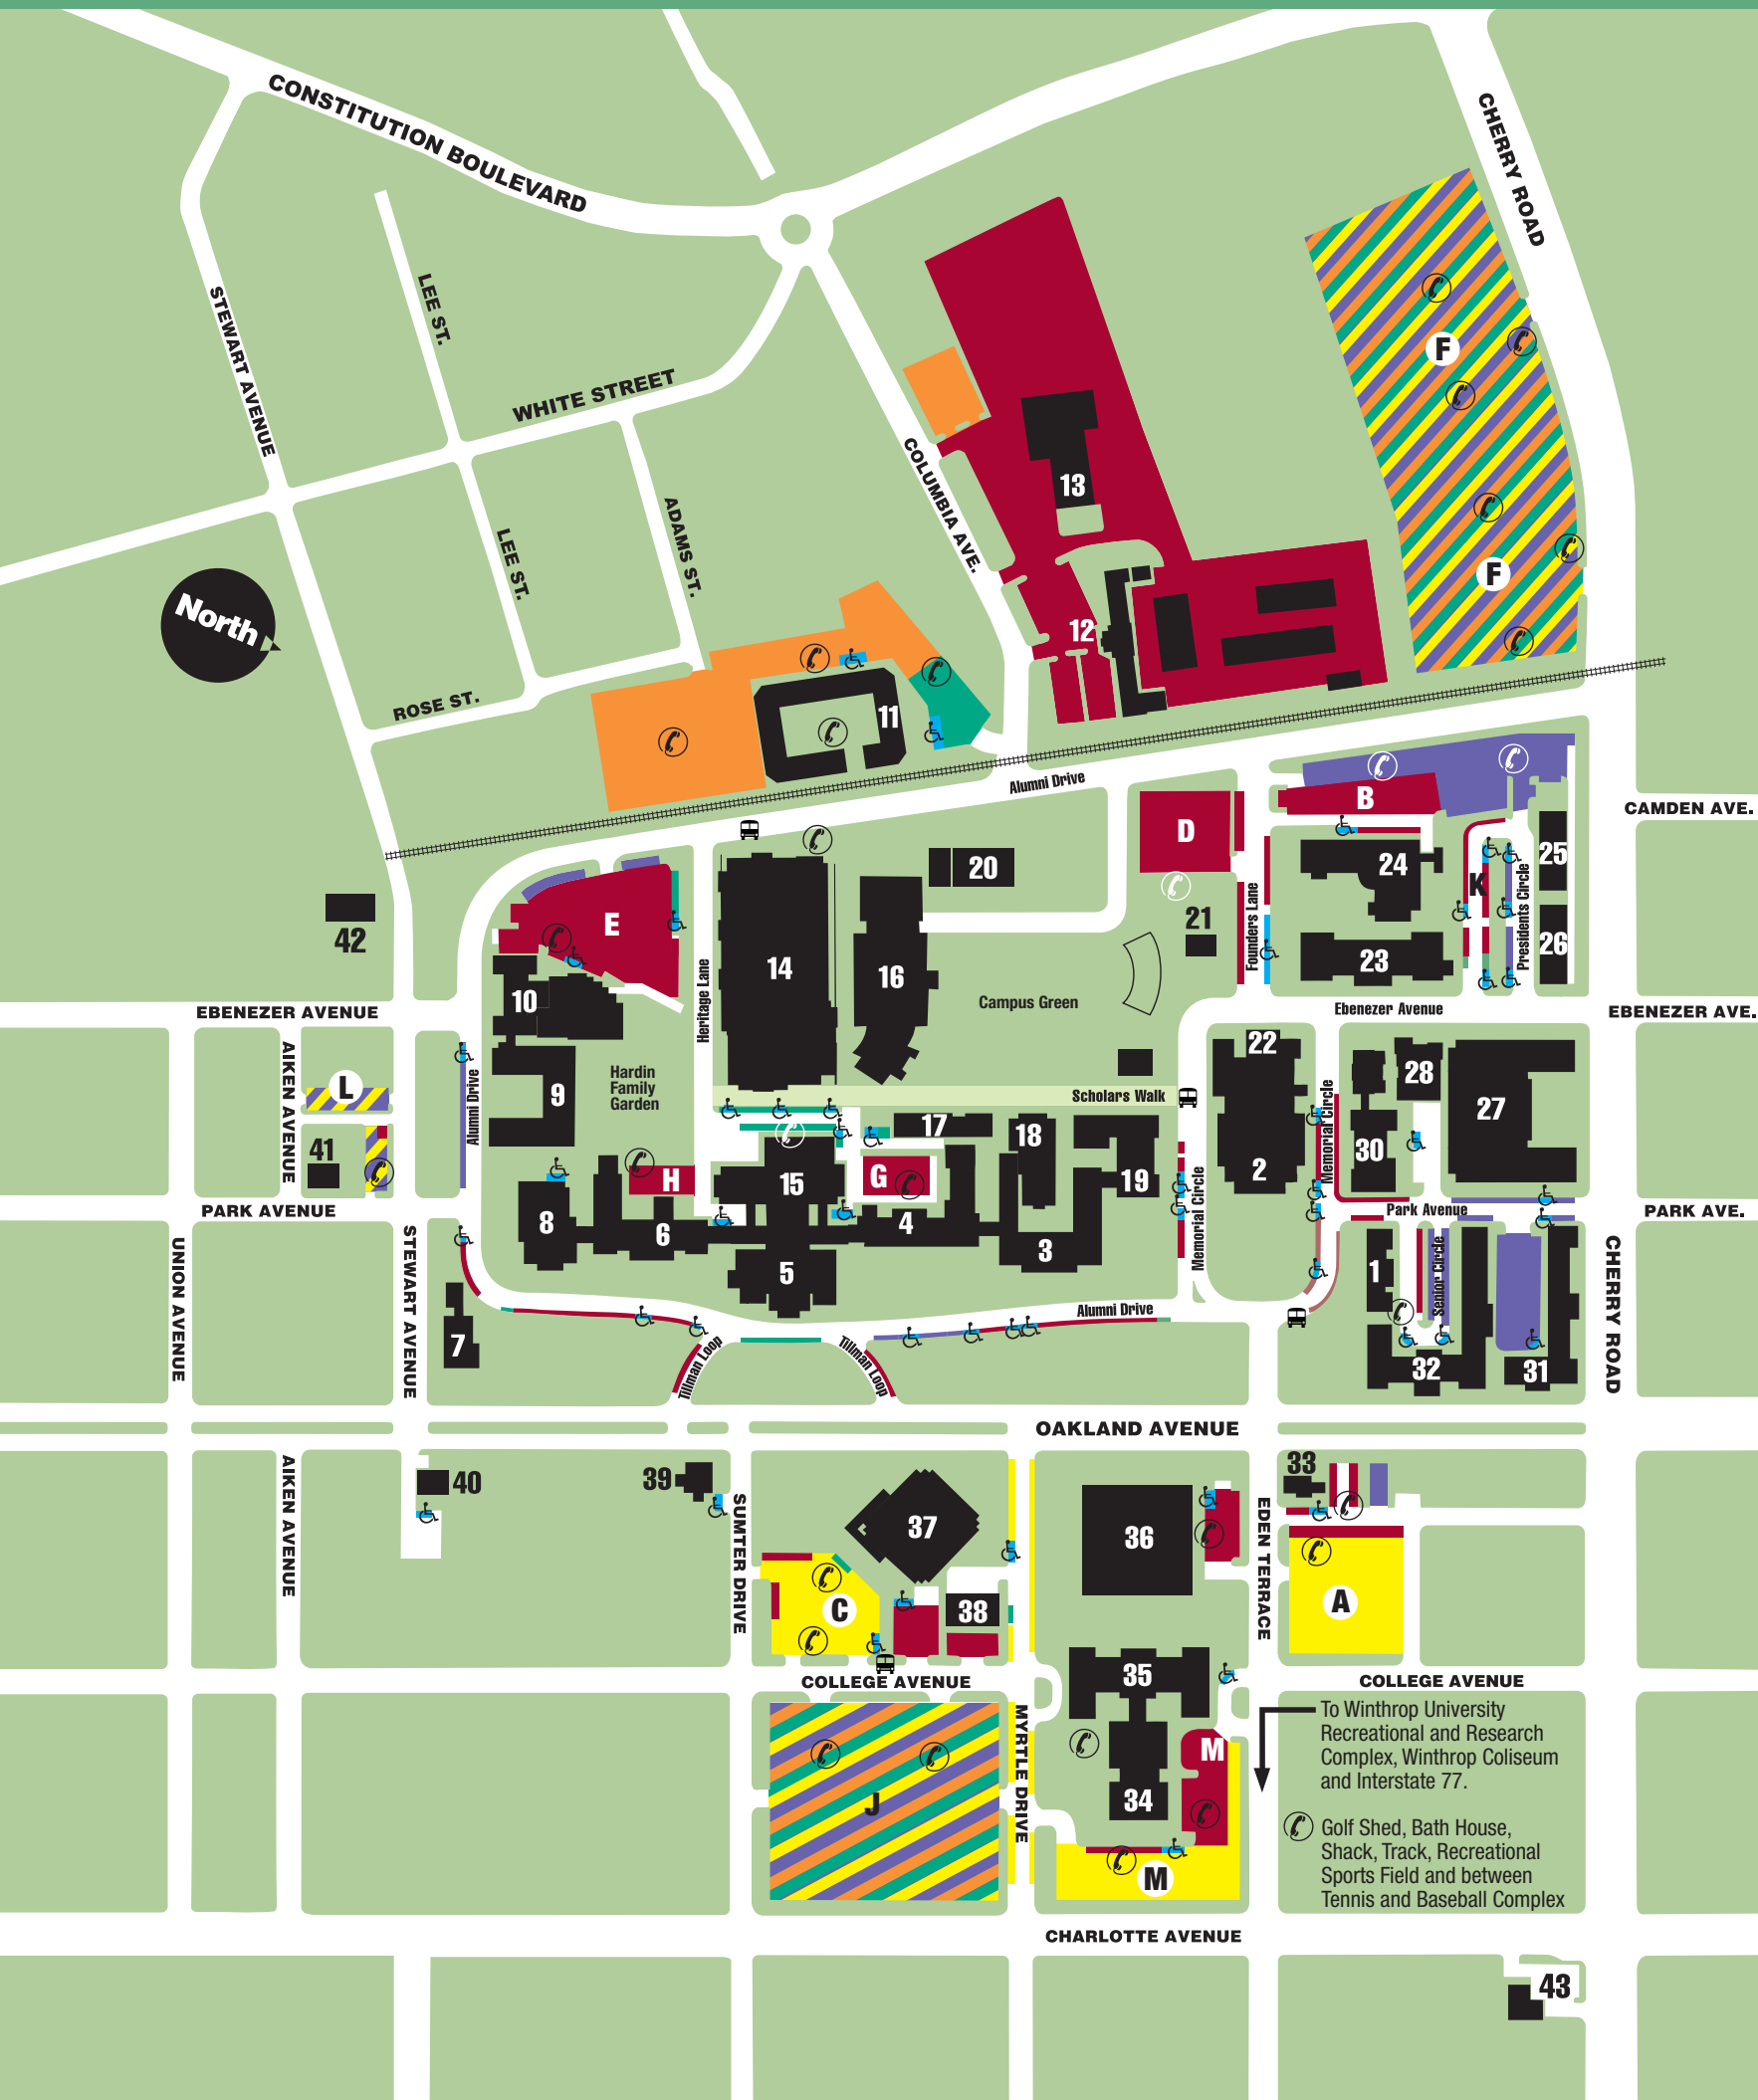 CONSTITUTION BOULEVARD
CHERRY ROAD
STEWART AVENUE
LEE ST.
F
WHITE STREET
COLUMBIA AVE.
13
LEE ST.
ADAMS ST.
F
North
12
ROSE ST.
11
Alumni Drive
B
CAMDEN AVE.
D
25
24
20
K
Presidents Circle
21
E
42
Founders Lane
26
23
14
16
10
Heritage Lane
Campus Green
EBENEZER AVENUE
Ebenezer Avenue
EBENEZER AVE.
22
AIKEN AVENUE
L
Hardin
Family
Garden
28
9
Alumni Drive
Scholars Walk
Memorial Circle
27
17
18
41
30
H
15
G
19
2
PARK AVENUE
Park Avenue
PARK AVE.
8
6
4
3
Memorial Circle
UNION AVENUE
STEWART AVENUE
5
1
Senior Circle
CHERRY ROAD
Alumni Drive
7
Tillman Loop
Tillman Loop
32
31
OAKLAND AVENUE
33
AIKEN AVENUE
40
39
SUMTER DRIVE
37
36
EDEN TERRACE
C
38
A
35
COLLEGE AVENUE
COLLEGE AVENUE
To Winthrop University
Recreational and Research
Complex, Winthrop Coliseum
and Interstate 77.
MYRTLE DRIVE
M
J
34
Golf Shed, Bath House,
Shack, Track, Recreational
Sports Field and between
Tennis and Baseball Complex
M
CHARLOTTE AVENUE
43